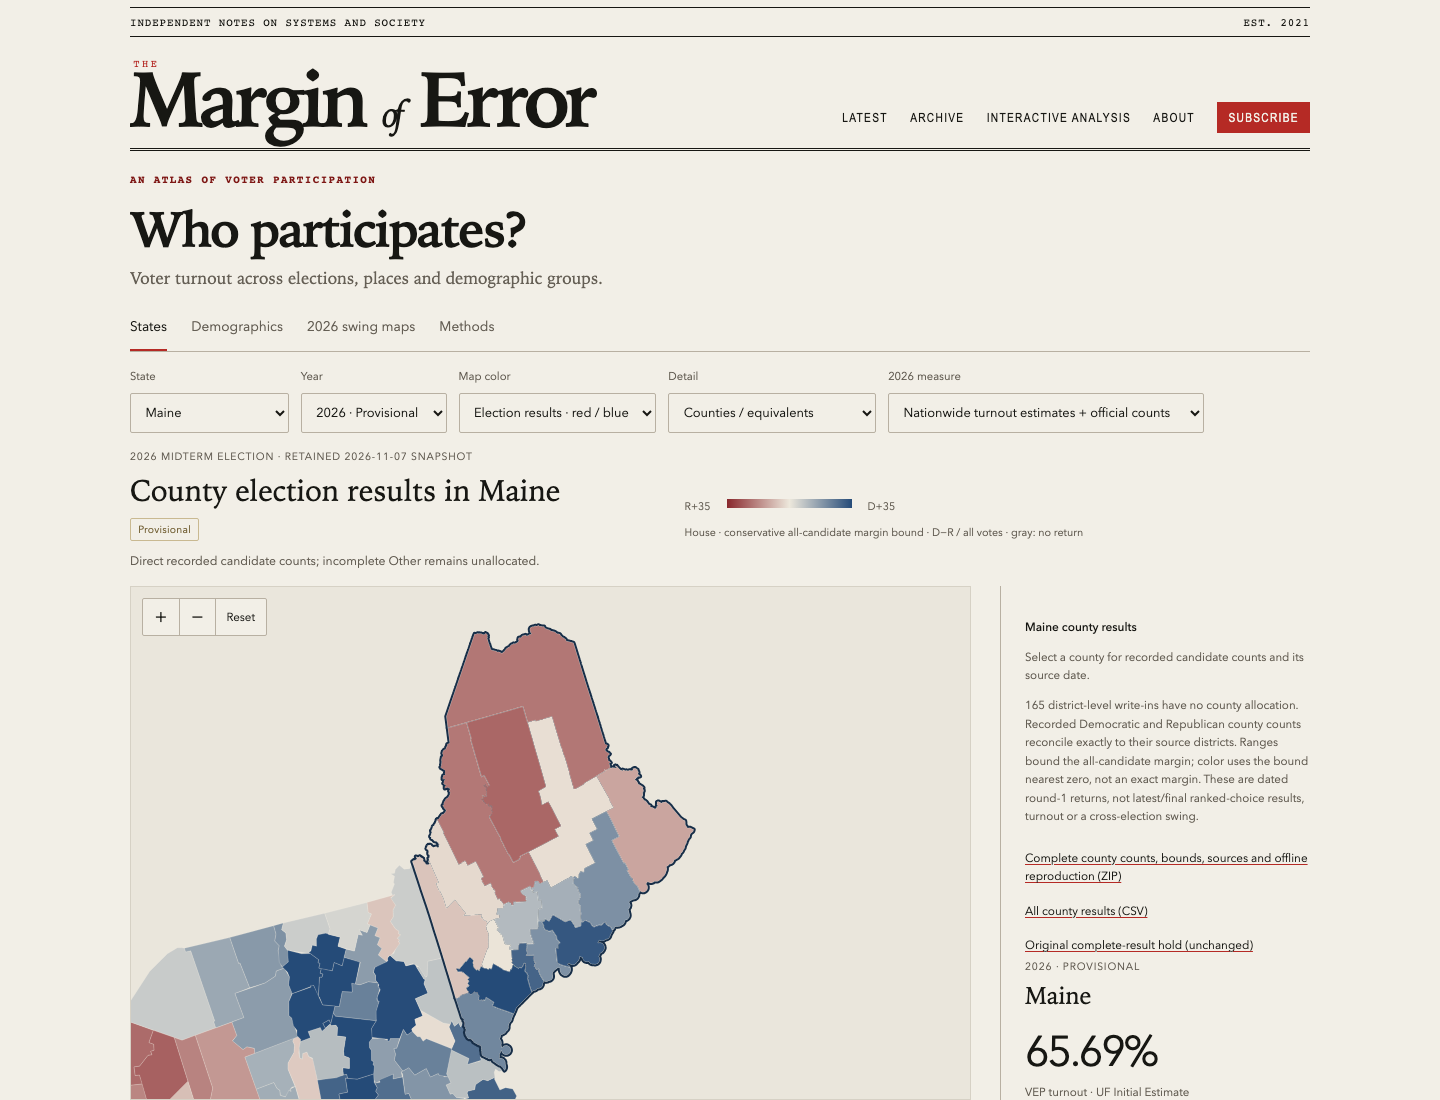 INDEPENDENT NOTES ON SYSTEMS AND SOCIETY
EST. 2021
THE
Margin of Error
LATEST
ARCHIVE
INTERACTIVE ANALYSIS
ABOUT
SUBSCRIBE
AN ATLAS OF VOTER PARTICIPATION
Who participates?
Voter turnout across elections, places and demographic groups.
States
Demographics
2026 swing maps
Methods
State
Year
Map color
Detail
2026 measure
Maine
2026 · Provisional
Election results · red / blue
Counties / equivalents
Nationwide turnout estimates + official counts
2026 MIDTERM ELECTION · RETAINED 2026-11-07 SNAPSHOT
County election results in Maine
Provisional
Direct recorded candidate counts; incomplete Other remains unallocated.
R+35
D+35
House · conservative all-candidate margin bound · D−R / all votes · gray: no return
+
−
Reset
Maine county results
Select a county for recorded candidate counts and its
source date.
165 district-level write-ins have no county allocation.
Recorded Democratic and Republican county counts
reconcile exactly to their source districts. Ranges
bound the all-candidate margin; color uses the bound
nearest zero, not an exact margin. These are dated
round-1 returns, not latest/final ranked-choice results,
turnout or a cross-election swing.
Complete county counts, bounds, sources and offline
reproduction (ZIP)
All county results (CSV)
Original complete-result hold (unchanged)
2026 · PROVISIONAL
Maine
65.69%
VEP turnout · UF Initial Estimate